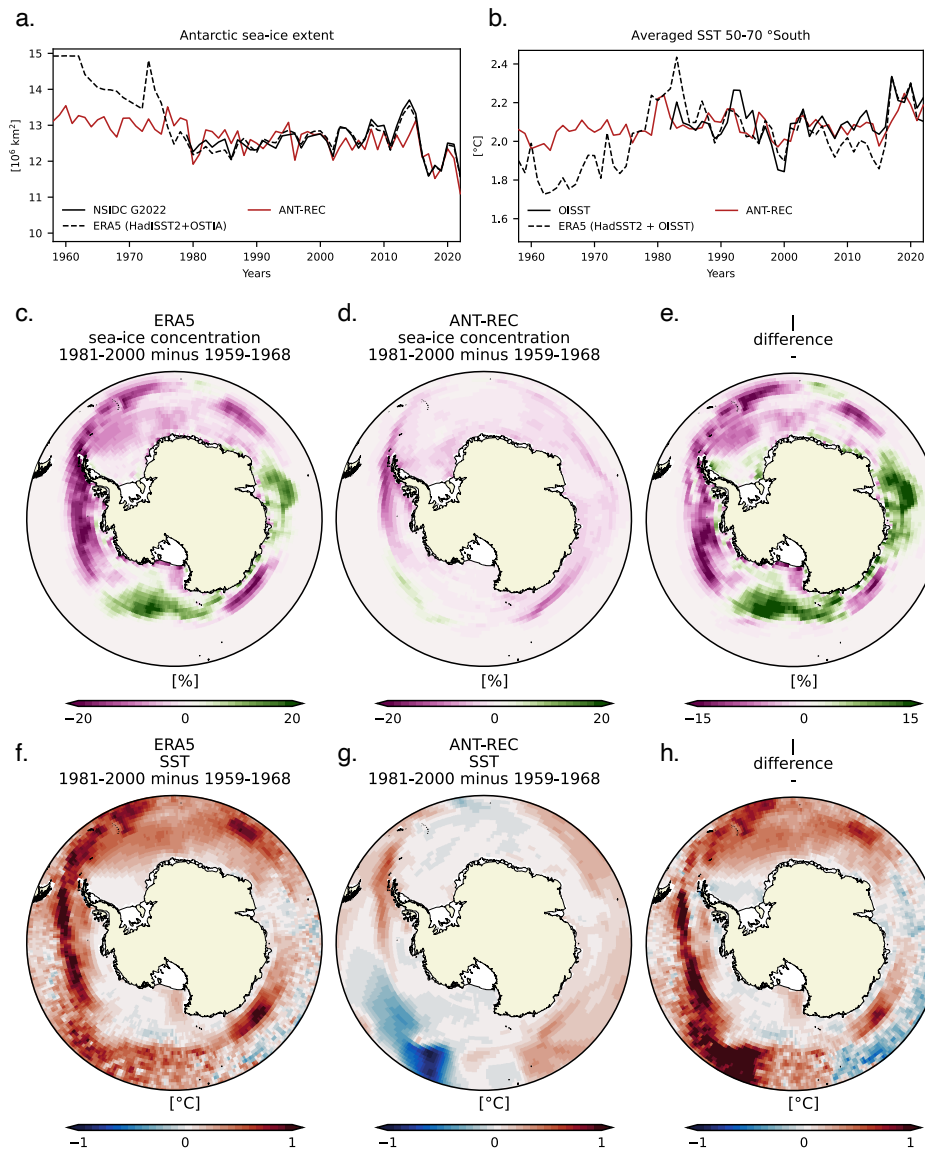 a.
Antarctic sea-ice extent
15
14
13
12
11
10
[10⁶ km²]
NSIDC G2022
ERA5 (HadISST2+OSTIA)
ANT-REC
1960 1970 1980 1990 2000 2010 2020
Years
b.
Averaged SST 50-70 °South
2.4
2.2
2.0
1.8
1.6
[°C]
OISST
ERA5 (HadSST2 + OISST)
ANT-REC
1960 1970 1980 1990 2000 2010 2020
Years
c.
ERA5
sea-ice concentration
1981-2000 minus 1959-1968
[%]
−20 0 20
d.
ANT-REC
sea-ice concentration
1981-2000 minus 1959-1968
[%]
−20 0 20
e.
|
difference
-
[%]
−15 0 15
f.
ERA5
SST
1981-2000 minus 1959-1968
[°C]
−1 0 1
g.
ANT-REC
SST
1981-2000 minus 1959-1968
[°C]
−1 0 1
h.
|
difference
-
[°C]
−1 0 1